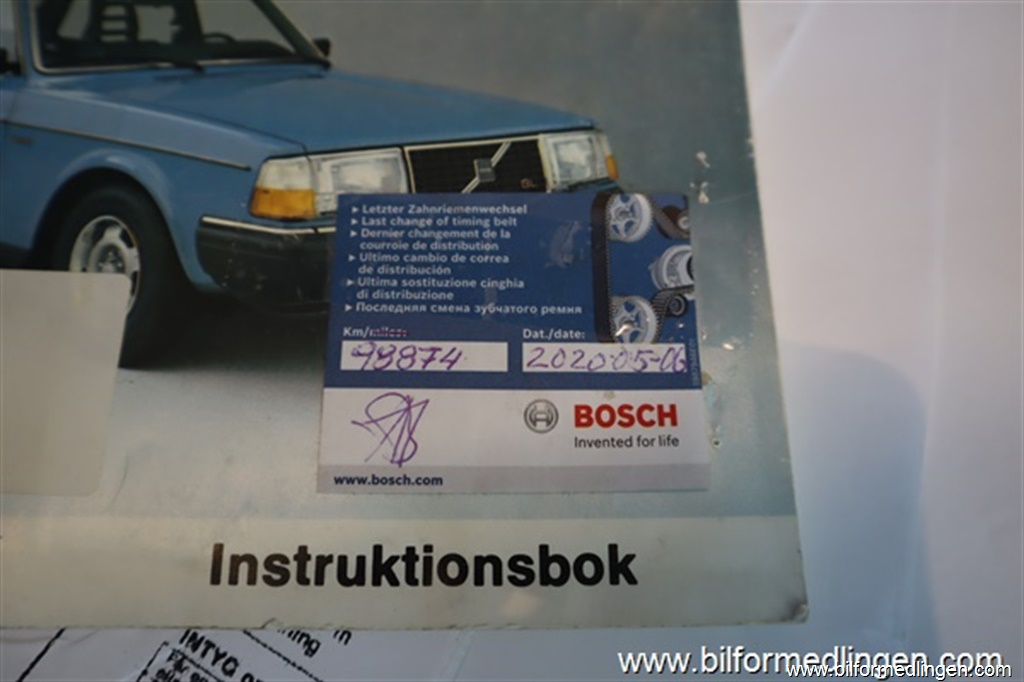 GL
▸ Letzter Zahnriemenwechsel
▸ Last change of timing belt
▸ Dernier changement de la
courroie de distribution
▸ Ultimo cambio de correa
de distribución
▸ Ultima sostituzione cinghia
di distribuzione
▸ Последняя смена зубчатого ремня
Km/miles: Dat./date:
98874 2020-05-06
BOSCH
Invented for life
www.bosch.com
Instruktionsbok
INTYG
www.bilformedlingen.com
www.bilformedlingen.com